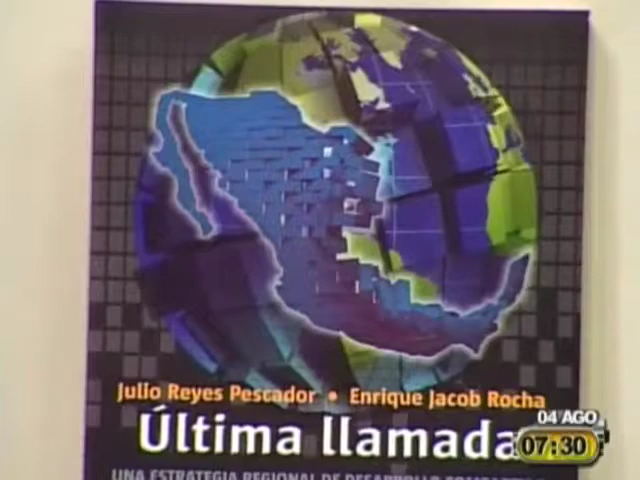 Julio Reyes Pescador • Enrique Jacob Rocha
Última llamada
UNA ESTRATEGIA REGIONAL DE DESARROLLO
04 AGO
07:30